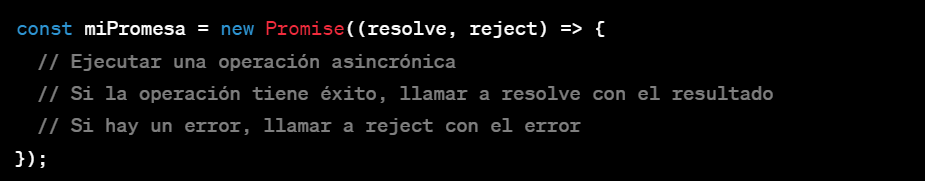 const miPromesa = new Promise((resolve, reject) => {
  // Ejecutar una operación asincrónica
  // Si la operación tiene éxito, llamar a resolve con el resultado
  // Si hay un error, llamar a reject con el error
});